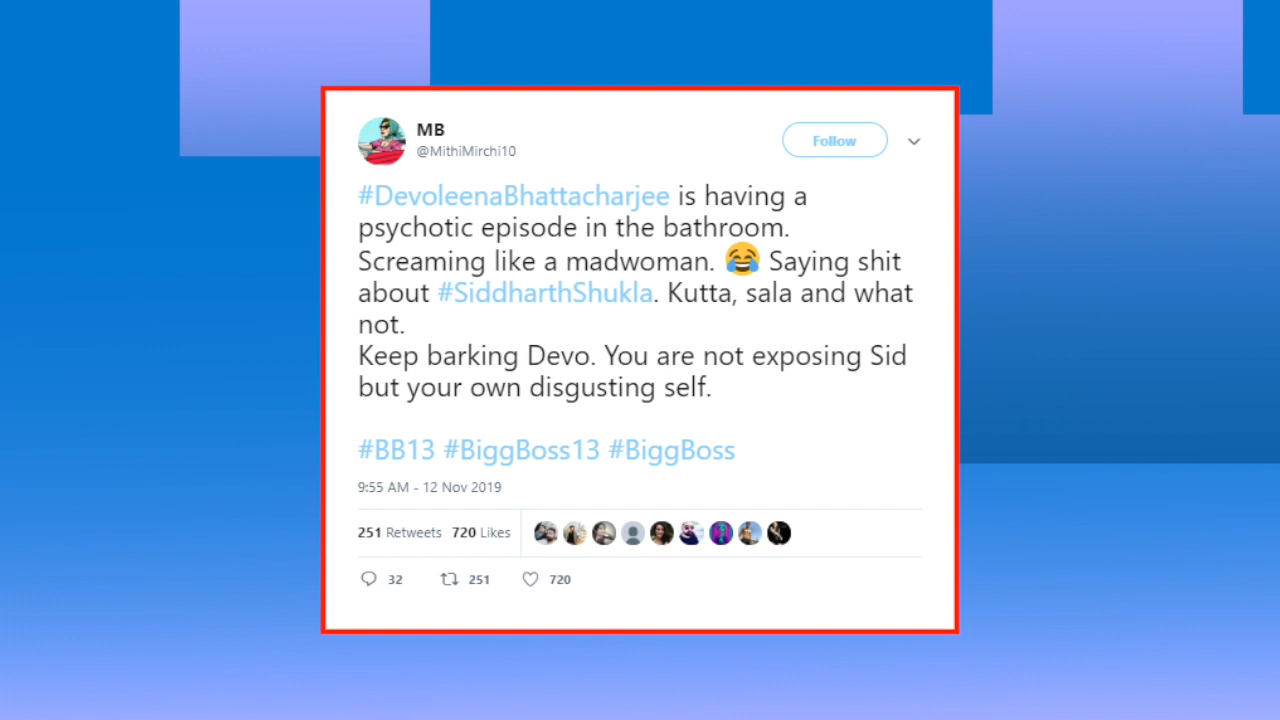 MB
@MithiMirchi10
Follow
#DevoleenaBhattacharjee is having a
psychotic episode in the bathroom.
Screaming like a madwoman. 😂 Saying shit
about #SiddharthShukla. Kutta, sala and what
not.
Keep barking Devo. You are not exposing Sid
but your own disgusting self.
#BB13 #BiggBoss13 #BiggBoss
9:55 AM - 12 Nov 2019
251 Retweets 720 Likes
32 251 720